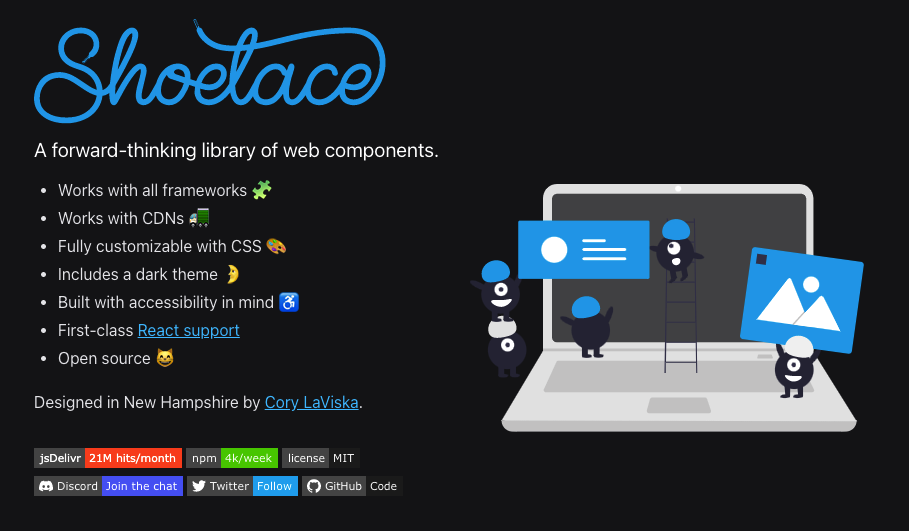 Shoelace
A forward-thinking library of web components.
Works with all frameworks 🧩
Works with CDNs 🚛
Fully customizable with CSS 🎨
Includes a dark theme 🌛
Built with accessibility in mind ♿️
First-class React support
Open source 😸
Designed in New Hampshire by Cory LaViska.
jsDelivr 21M hits/month npm 4k/week license MIT
Discord Join the chat Twitter Follow GitHub Code